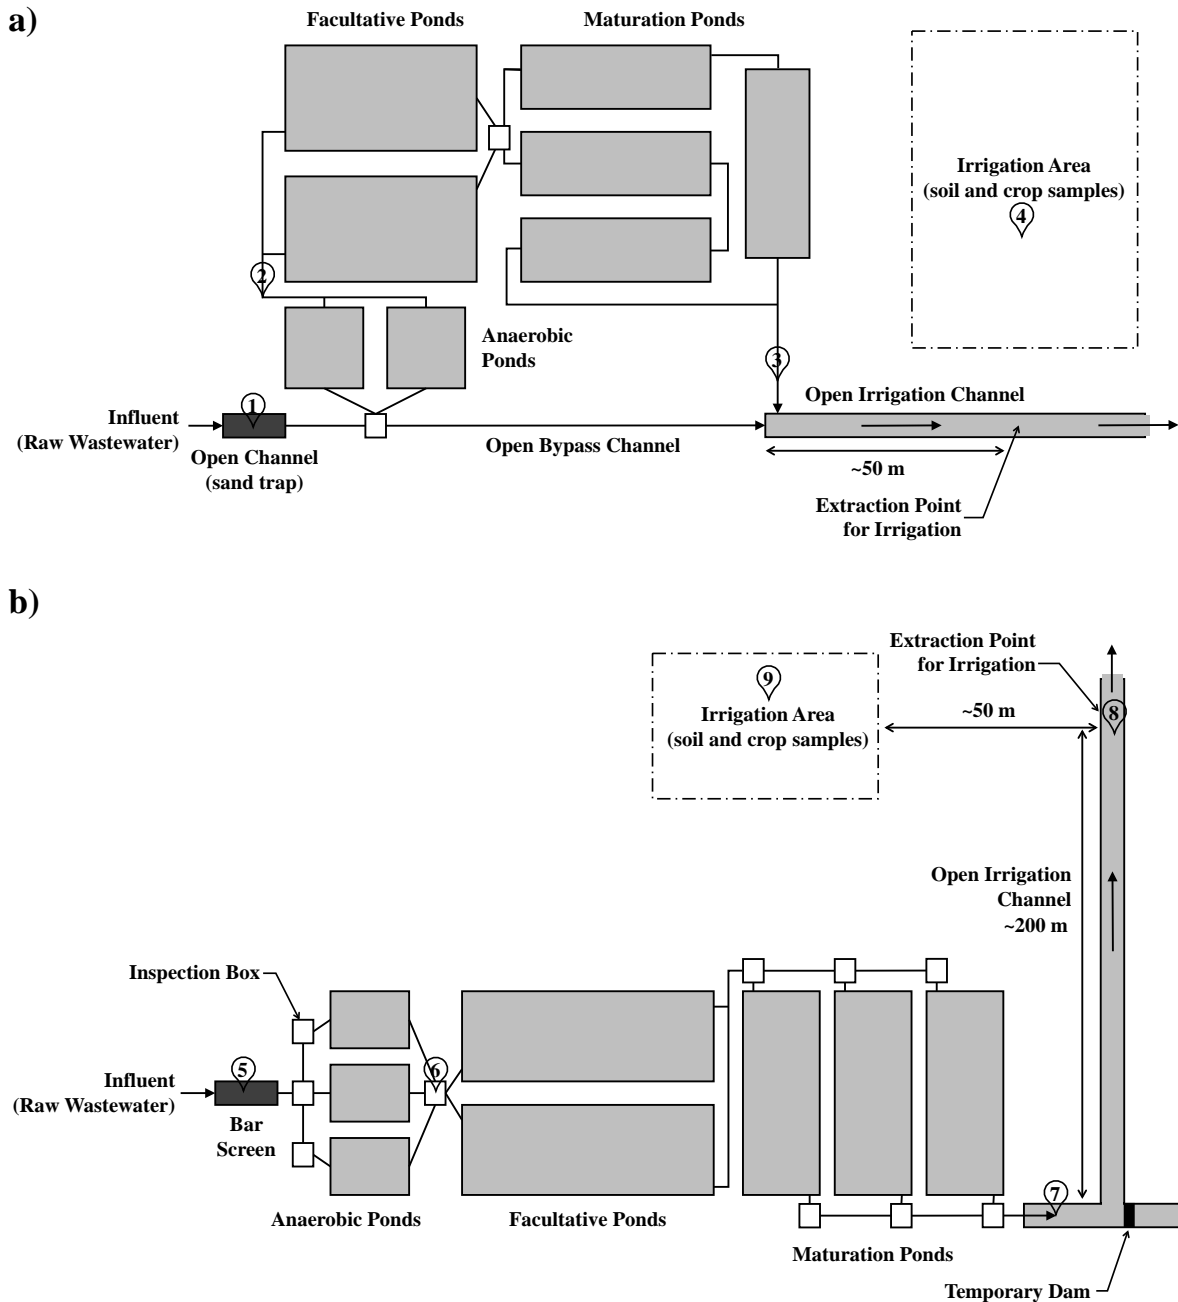 a)
Facultative Ponds
Maturation Ponds
Irrigation Area
(soil and crop samples)
4
2
Anaerobic
Ponds
3
1
Influent
(Raw Wastewater)
Open Irrigation Channel
Open Channel
(sand trap)
Open Bypass Channel
~50 m
Extraction Point
for Irrigation
b)
Extraction Point
for Irrigation
9
Irrigation Area
(soil and crop samples)
~50 m
8
Open Irrigation
Channel
~200 m
Inspection Box
5
6
Influent
(Raw Wastewater)
Bar
Screen
7
Anaerobic Ponds
Facultative Ponds
Maturation Ponds
Temporary Dam